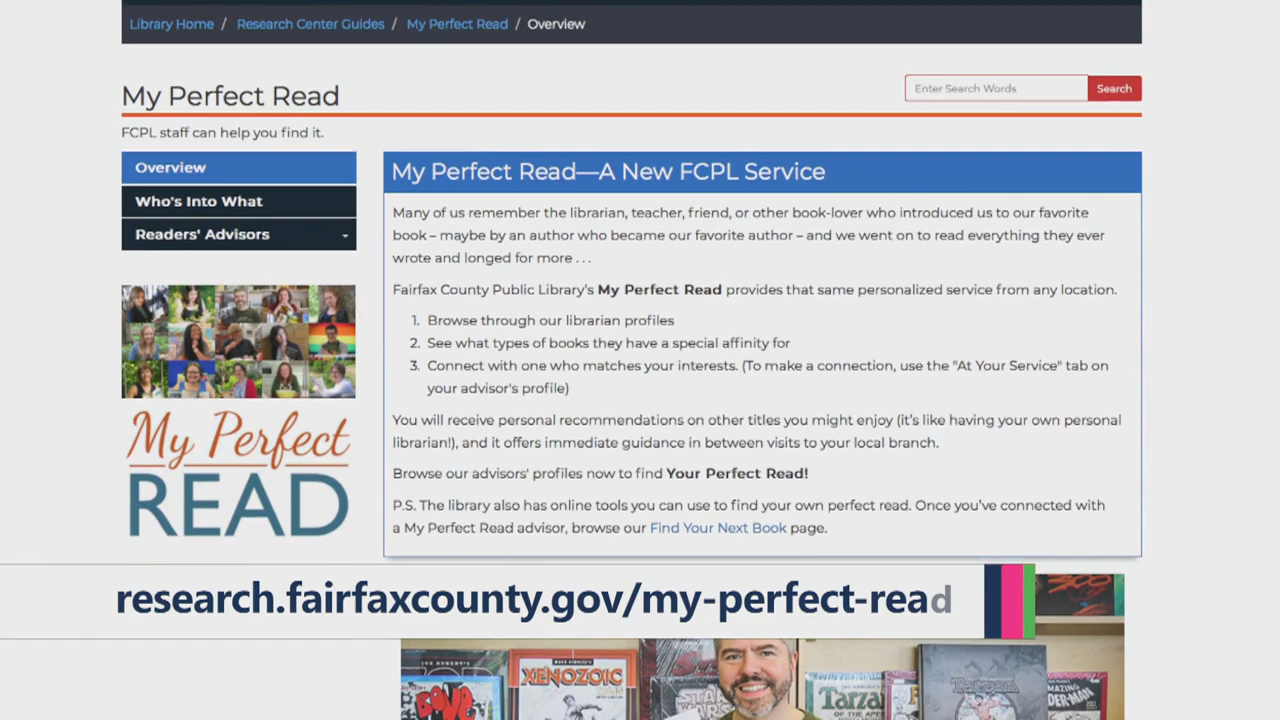 Library Home / Research Center Guides / My Perfect Read / Overview
My Perfect Read
Enter Search Words
Search
FCPL staff can help you find it.
Overview
Who's Into What
Readers' Advisors
My Perfect
READ
My Perfect Read—A New FCPL Service
Many of us remember the librarian, teacher, friend, or other book-lover who introduced us to our favorite
book – maybe by an author who became our favorite author – and we went on to read everything they ever
wrote and longed for more . . .
Fairfax County Public Library's My Perfect Read provides that same personalized service from any location.
1. Browse through our librarian profiles
2. See what types of books they have a special affinity for
3. Connect with one who matches your interests. (To make a connection, use the "At Your Service" tab on
your advisor's profile)
You will receive personal recommendations on other titles you might enjoy (it's like having your own personal
librarian!), and it offers immediate guidance in between visits to your local branch.
Browse our advisors' profiles now to find Your Perfect Read!
P.S. The library also has online tools you can use to find your own perfect read. Once you've connected with
a My Perfect Read advisor, browse our Find Your Next Book page.
research.fairfaxcounty.gov/my-perfect-read
300
BONE
XENOZOIC
STAR
WARS
Tarzan
OF THE APES
Tarzan
AMAZING